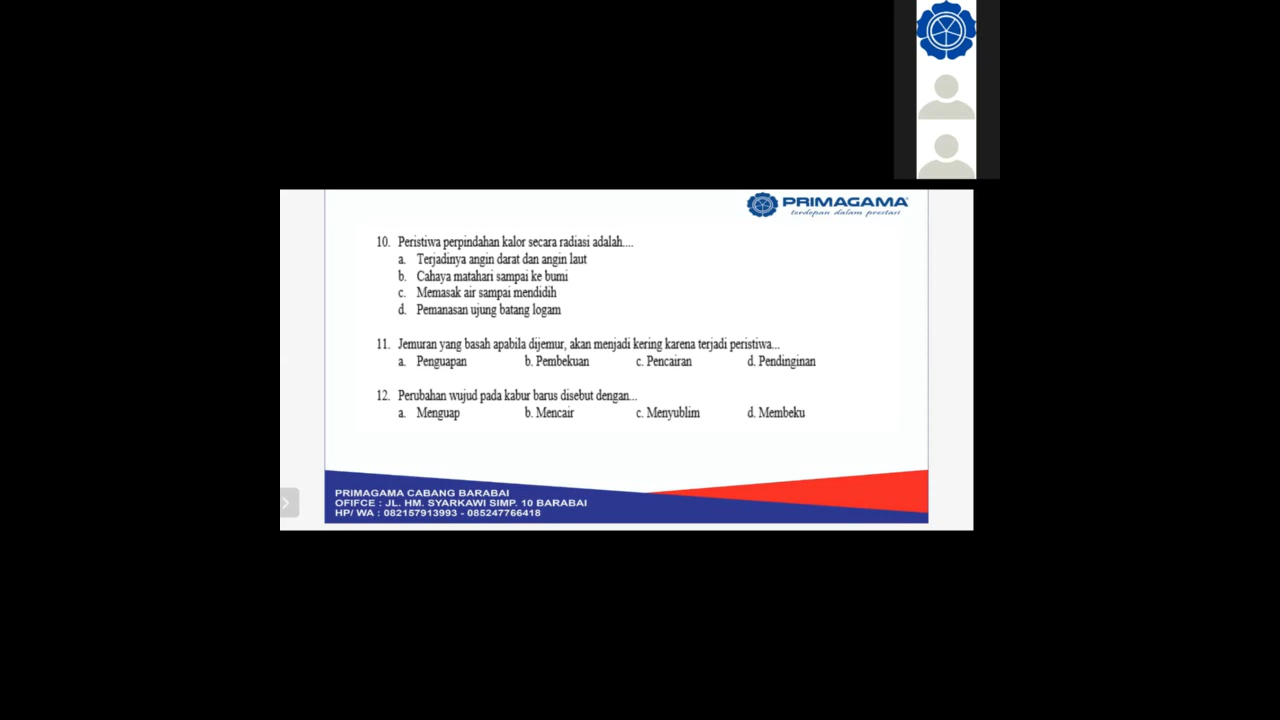 PRIMAGAMA
terdepan dalam prestasi
10. Peristiwa perpindahan kalor secara radiasi adalah....
a. Terjadinya angin darat dan angin laut
b. Cahaya matahari sampai ke bumi
c. Memasak air sampai mendidih
d. Pemanasan ujung batang logam
11. Jemuran yang basah apabila dijemur, akan menjadi kering karena terjadi peristiwa...
a. Penguapan b. Pembekuan c. Pencairan d. Pendinginan
12. Perubahan wujud pada kabur barus disebut dengan...
a. Menguap b. Mencair c. Menyublim d. Membeku
PRIMAGAMA CABANG BARABAI
OFIFCE : JL. HM. SYARKAWI SIMP. 10 BARABAI
HP/ WA : 082157913993 - 085247766418